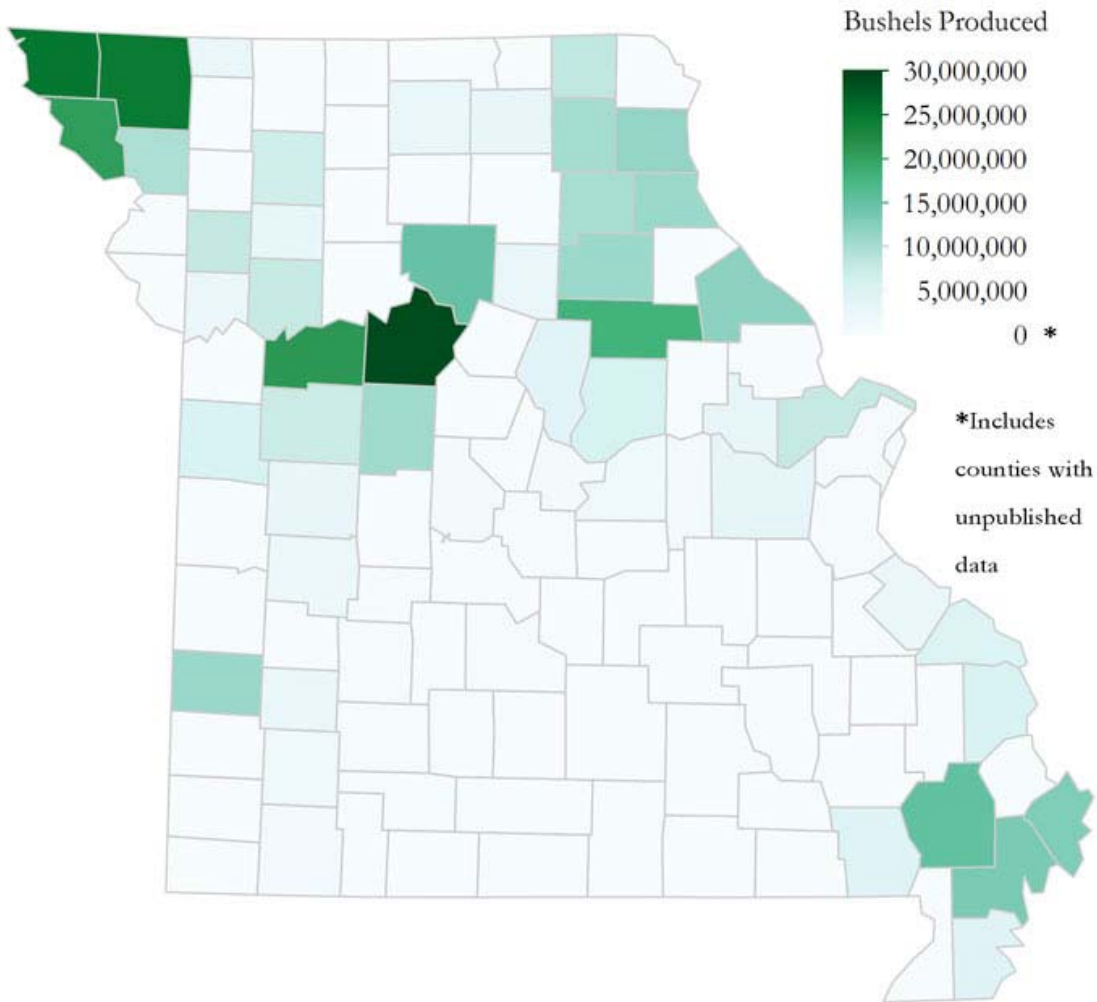 Bushels Produced
30,000,000
25,000,000
20,000,000
15,000,000
10,000,000
5,000,000
0 *
*Includes
counties with
unpublished
data